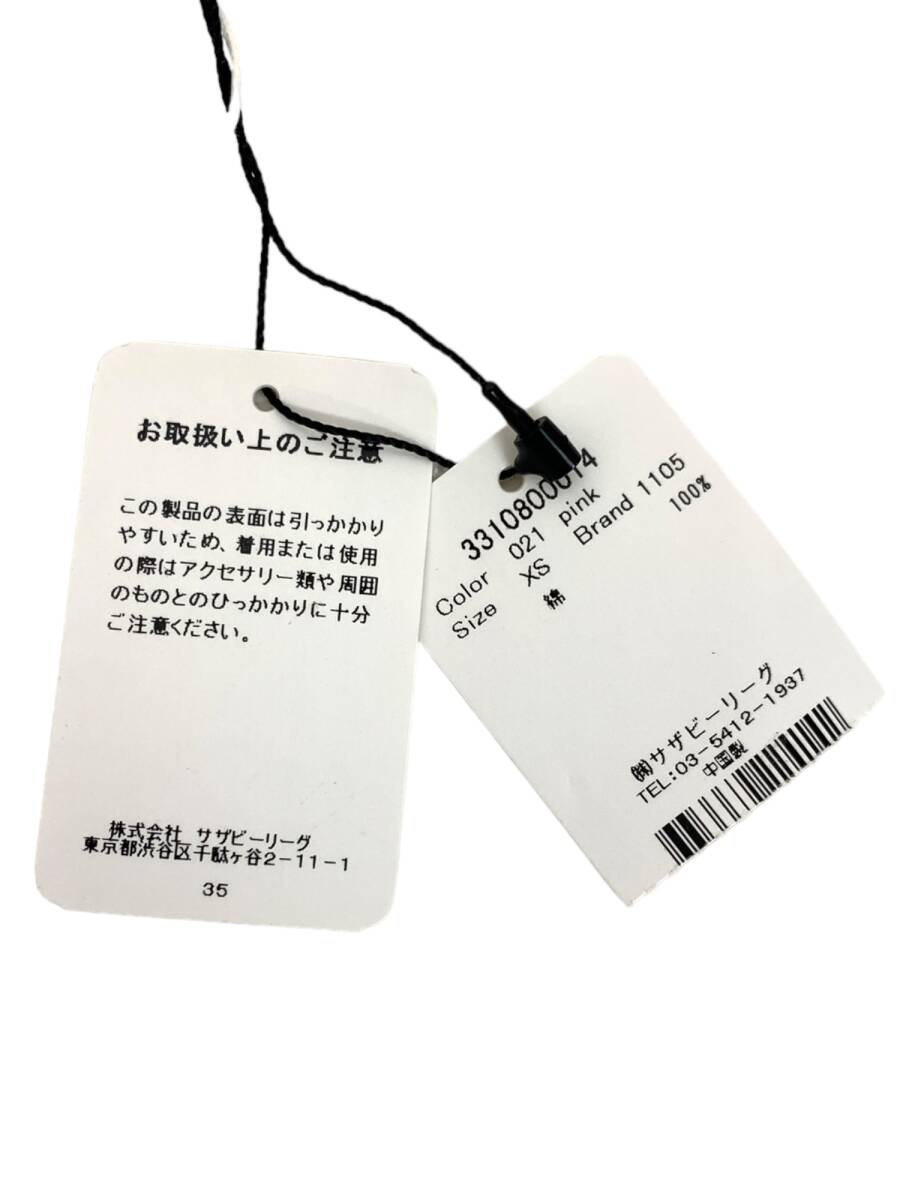 お取扱い上のご注意
この製品の表面は引っかかり
やすいため、着用または使用
の際はアクセサリー類や周囲
のものとのひっかかりに十分
ご注意ください。
株式会社 サザビーリーグ
東京都渋谷区千駄ヶ谷2-11-1
35
3310800014
Color 021 pink
Size XS Brand 1105
綿 100%
㈱サザビーリーグ
TEL:03-5412-1937
中国製